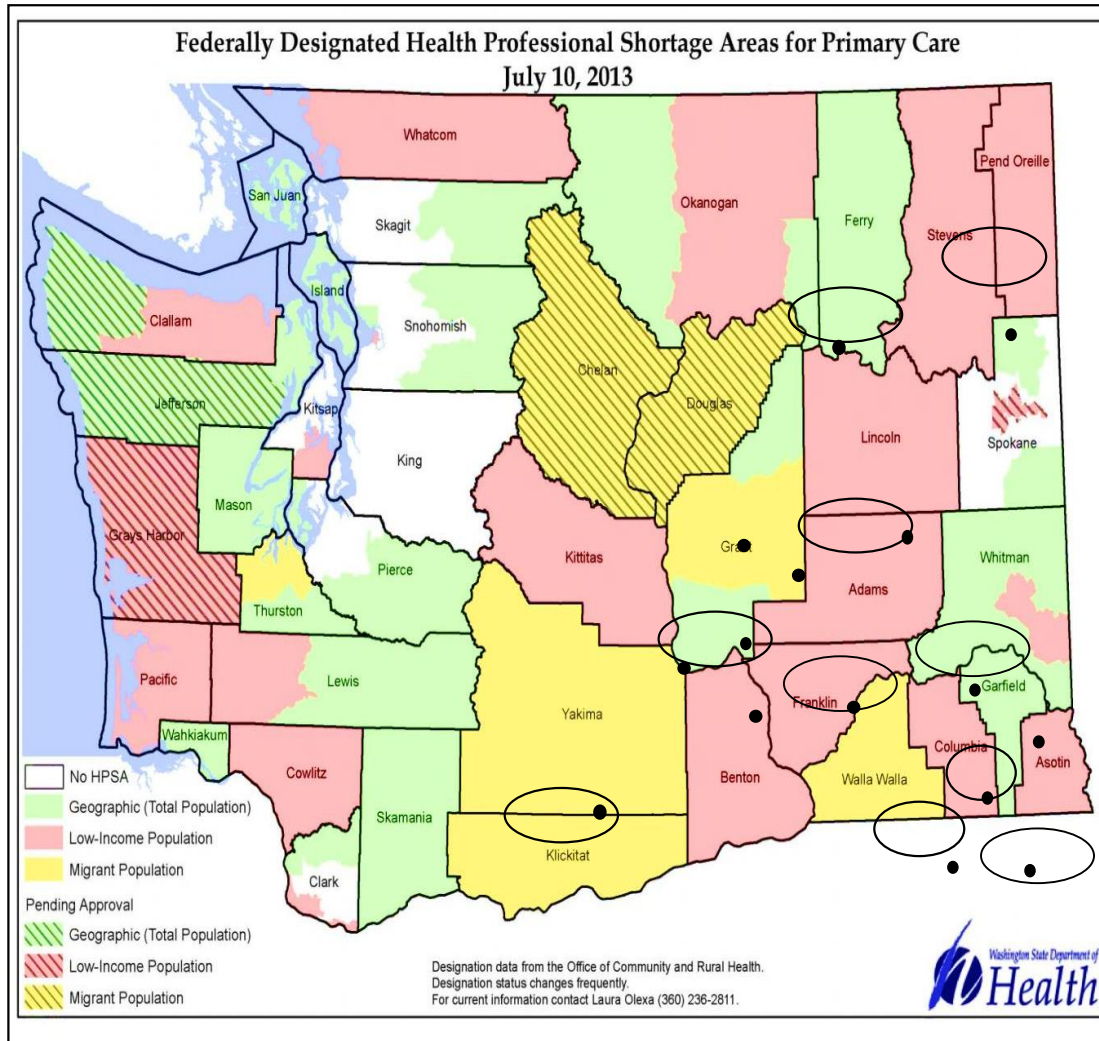 Federally Designated Health Professional Shortage Areas for Primary Care
July 10, 2013
Whatcom
Pend Oreille
San Juan
Okanogan
Skagit
Ferry
Stevens
Island
Clallam
Snohomish
Chelan
Jefferson
Douglas
Kitsap
Lincoln
Spokane
King
Mason
Grays Harbor
Grant
Kittitas
Whitman
Pierce
Adams
Thurston
Pacific
Lewis
Garfield
Franklin
Yakima
Wahkiakum
Columbia
Asotin
Cowlitz
Benton
Walla Walla
Skamania
Klickitat
Clark
No HPSA
Geographic (Total Population)
Low-Income Population
Migrant Population
Pending Approval
Geographic (Total Population)
Low-Income Population
Migrant Population
Designation data from the Office of Community and Rural Health.
Designation status changes frequently.
For current information contact Laura Olexa (360) 236-2811.
Washington State Department of
Health